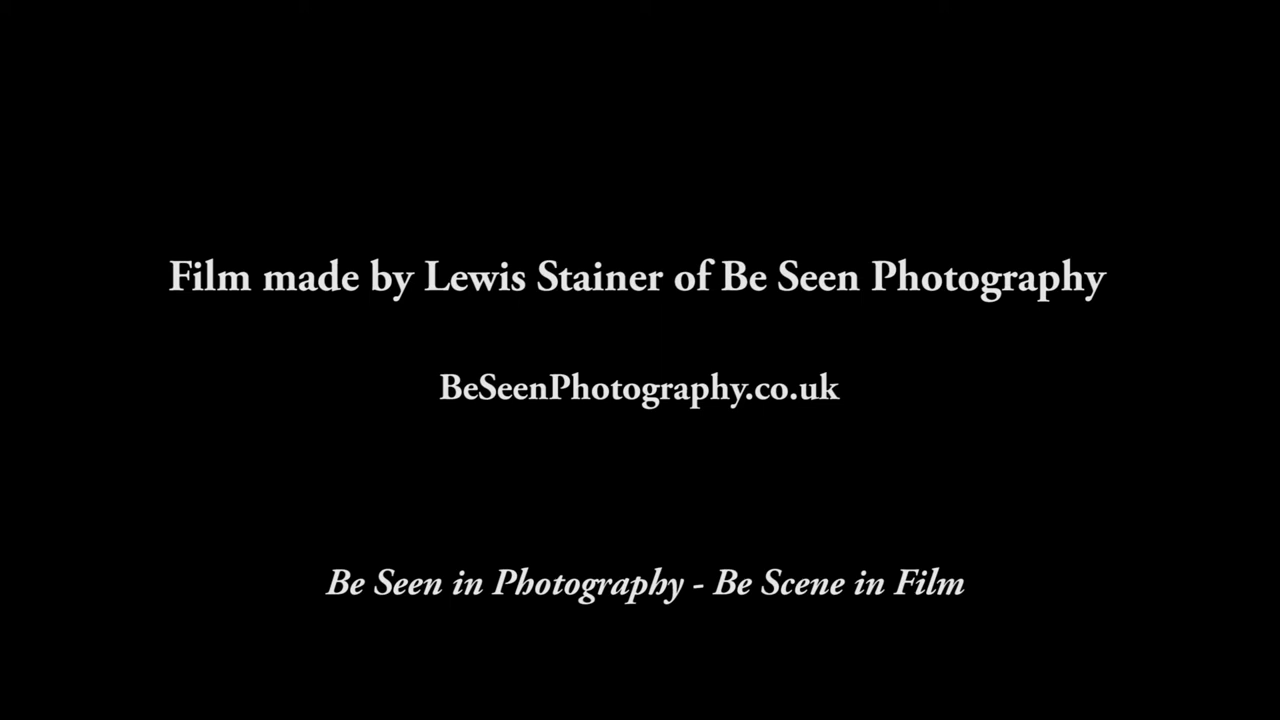 Film made by Lewis Stainer of Be Seen Photography
BeSeenPhotography.co.uk
Be Seen in Photography - Be Scene in Film